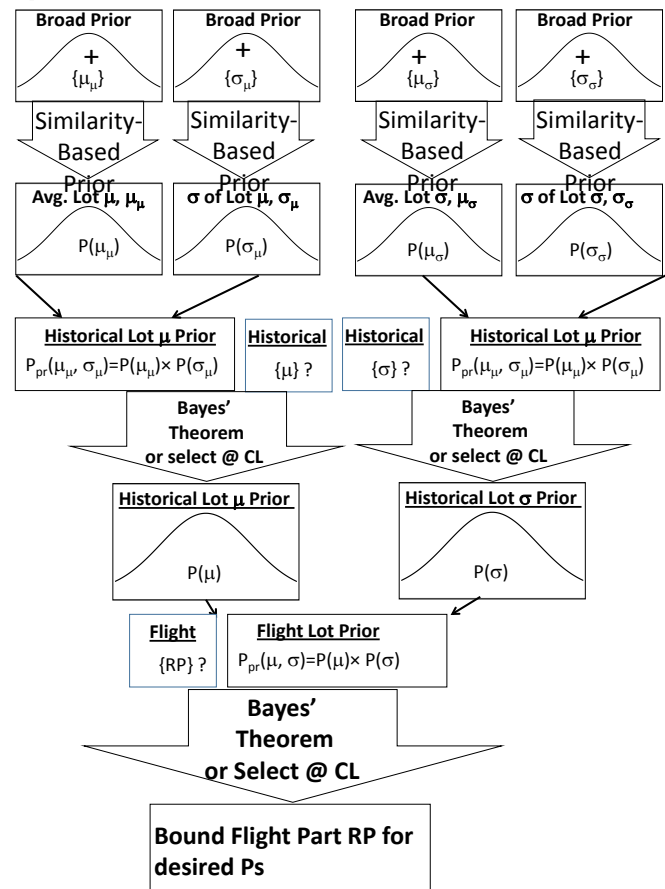 Broad Prior
+
{μμ}
Broad Prior
+
{σμ}
Broad Prior
+
{μσ}
Broad Prior
+
{σσ}
Similarity-
Based
Prior
Similarity-
Based
Prior
Similarity-
Based
Prior
Similarity-
Based
Prior
Avg. Lot μ, μμ
P(μμ)
σ of Lot μ, σμ
P(σμ)
Avg. Lot σ, μσ
P(μσ)
σ of Lot σ, σσ
P(σσ)
Historical Lot μ Prior
Ppr(μμ, σμ)=P(μμ)× P(σμ)
Historical
{μ} ?
Historical
{σ} ?
Historical Lot μ Prior
Ppr(μμ, σμ)=P(μμ)× P(σμ)
Bayes’
Theorem
or select @ CL
Bayes’
Theorem
or select @ CL
Historical Lot μ Prior
P(μ)
Historical Lot σ Prior
P(σ)
Flight
{RP} ?
Flight Lot Prior
Ppr(μ, σ)=P(μ)× P(σ)
Bayes’
Theorem
or Select @ CL
Bound Flight Part RP for
desired Ps